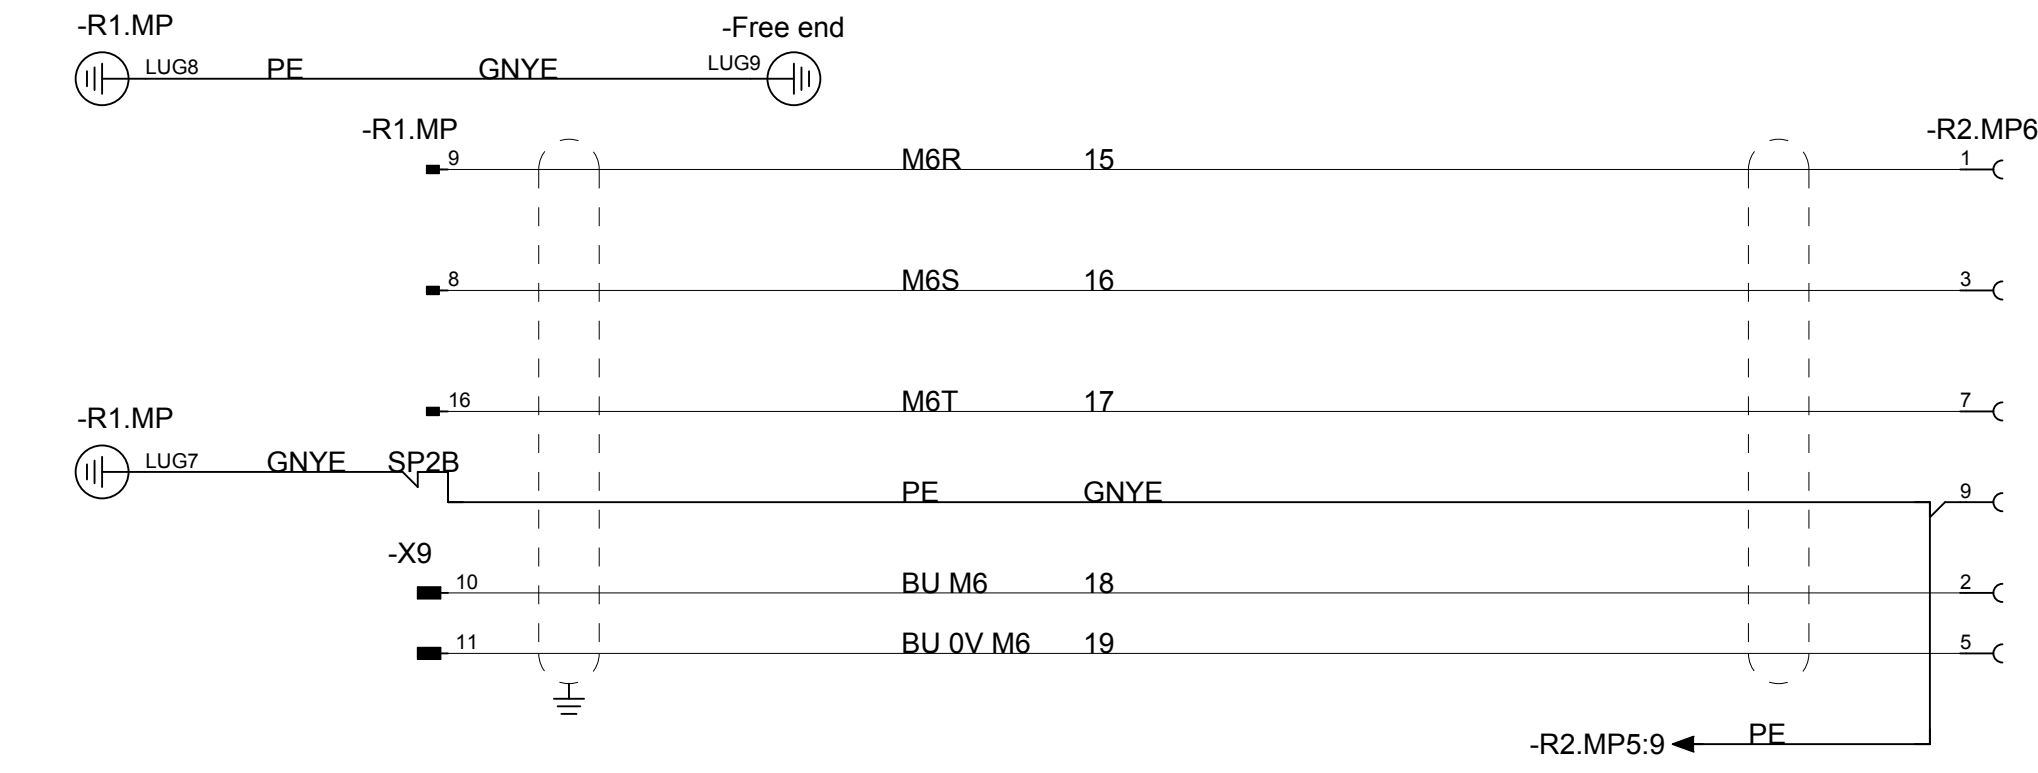 -R1.MP -Free end
LUG8 PE GNYE LUG9
-R1.MP -R2.MP6
9 M6R 15 1
8 M6S 16 3
16 M6T 17 7
-R1.MP
LUG7 GNYE SP2B
PE GNYE 9
-X9
10 BU M6 18 2
11 BU 0V M6 19 5
-R2.MP5:9 PE